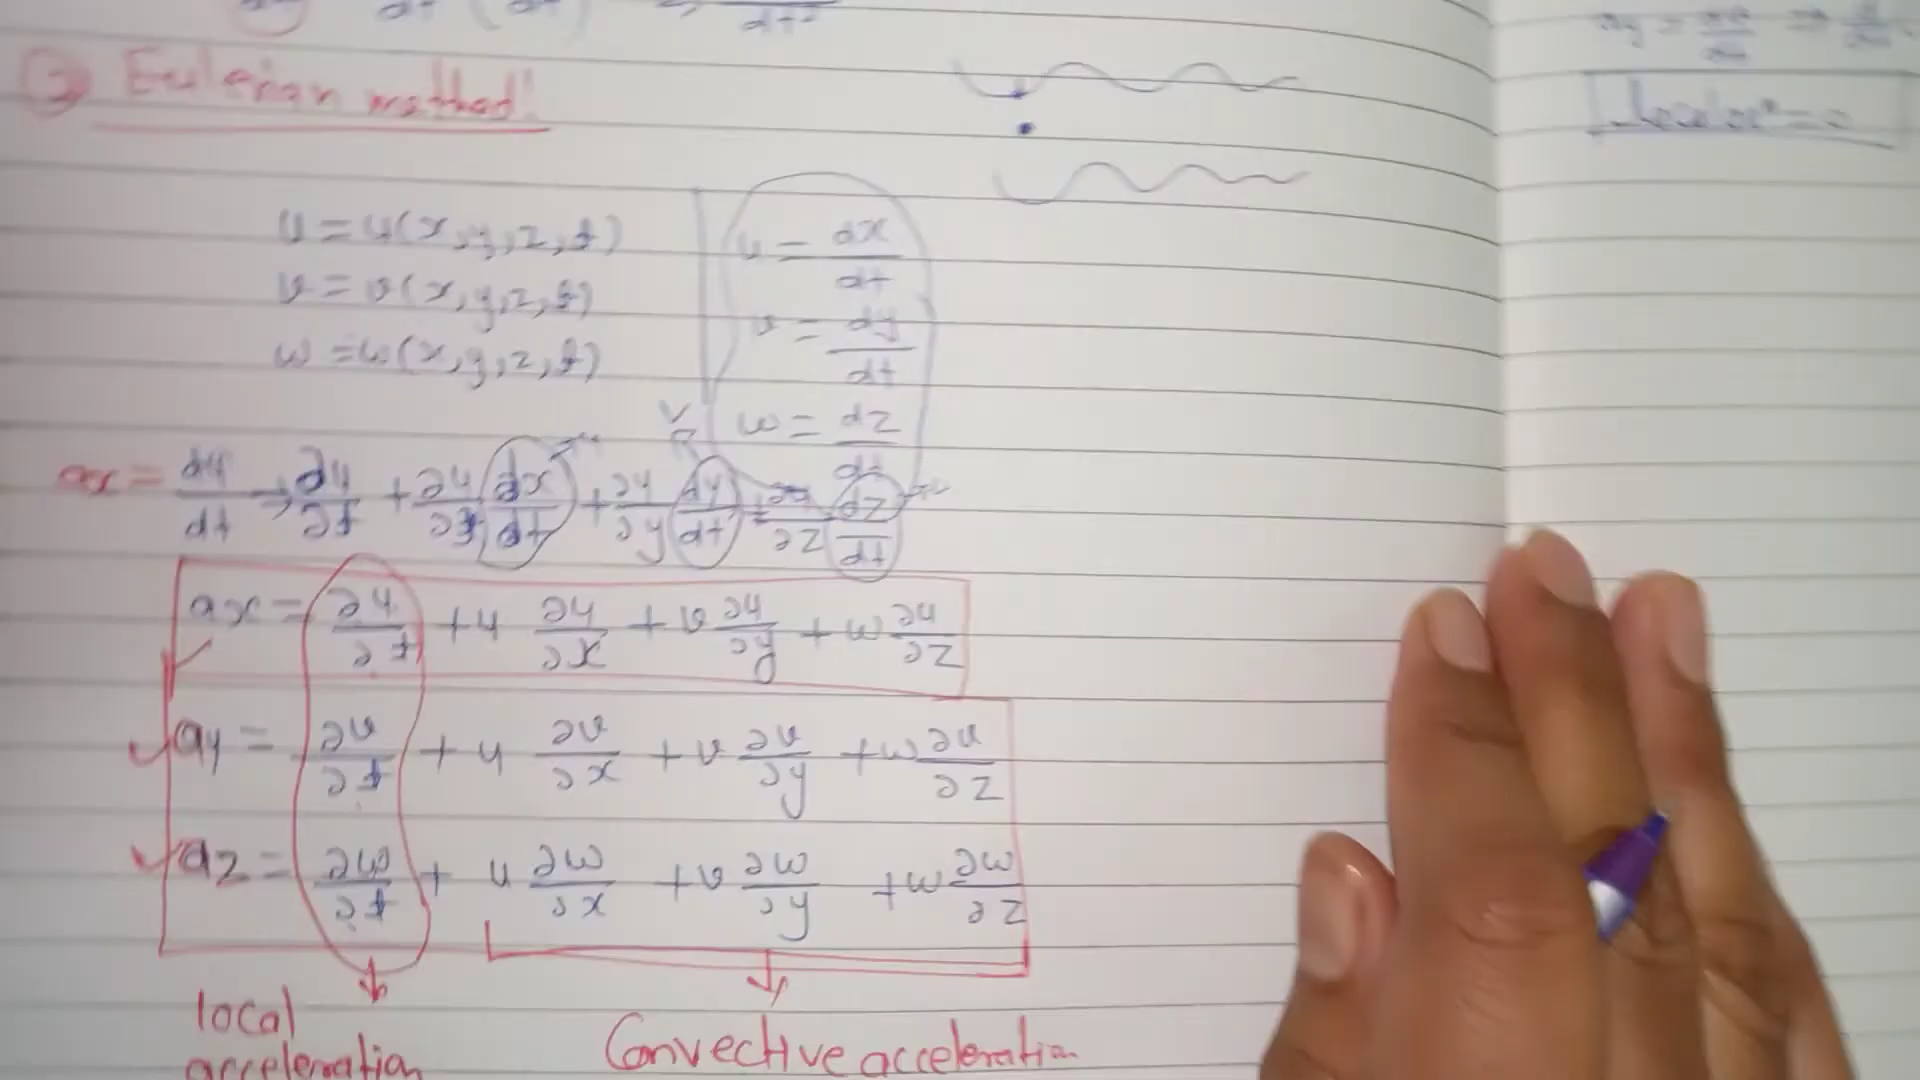 ② Eulerian method:
u = u(x,y,z,t)
v = v(x,y,z,t)
w = w(x,y,z,t)
u = dx/dt
v = dy/dt
w = dz/dt
ax = du/dt → ∂u/∂t + ∂u/∂x dx/dt + ∂u/∂y dy/dt + ∂u/∂z dz/dt
ax = ∂u/∂t + u ∂u/∂x + v ∂u/∂y + w ∂u/∂z
ay = ∂v/∂t + u ∂v/∂x + v ∂v/∂y + w ∂v/∂z
az = ∂w/∂t + u ∂w/∂x + v ∂w/∂y + w ∂w/∂z
local
acceleration
Convective acceleration